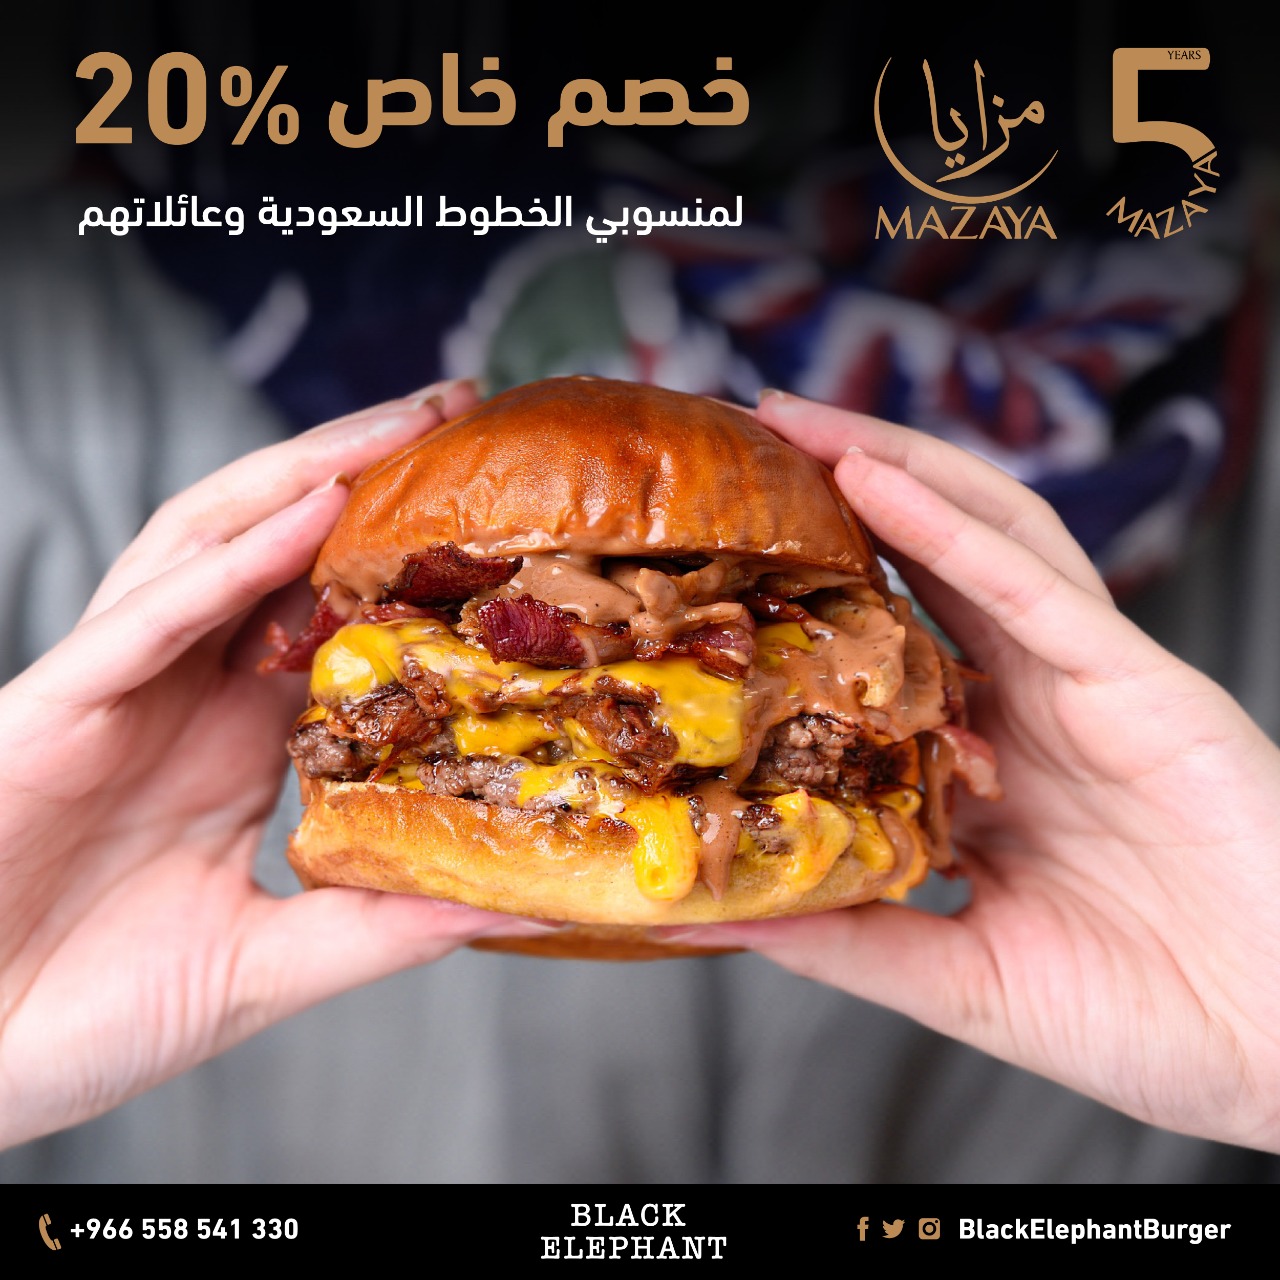 خصم خاص 20%
لمنسوبي الخطوط السعودية وعائلاتهم
مزايا
MAZAYA
5
YEARS
MAZAYA
+966 558 541 330
BLACK
ELEPHANT
BlackElephantBurger